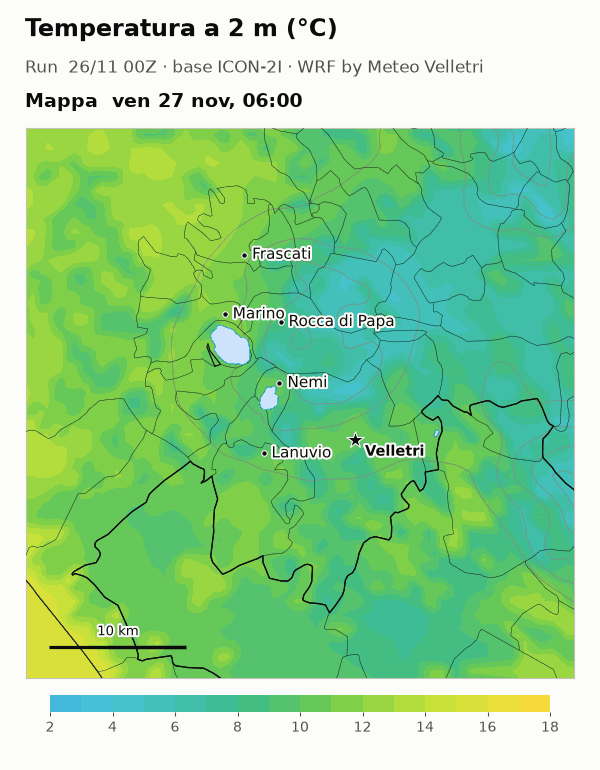 Temperatura a 2 m (°C)
Run  26/11 00Z · base ICON-2I · WRF by Meteo Velletri
Mappa  ven 27 nov, 06:00
Frascati
Marino
Rocca di Papa
Nemi
Velletri
Lanuvio
10 km
2 4 6 8 10 12 14 16 18